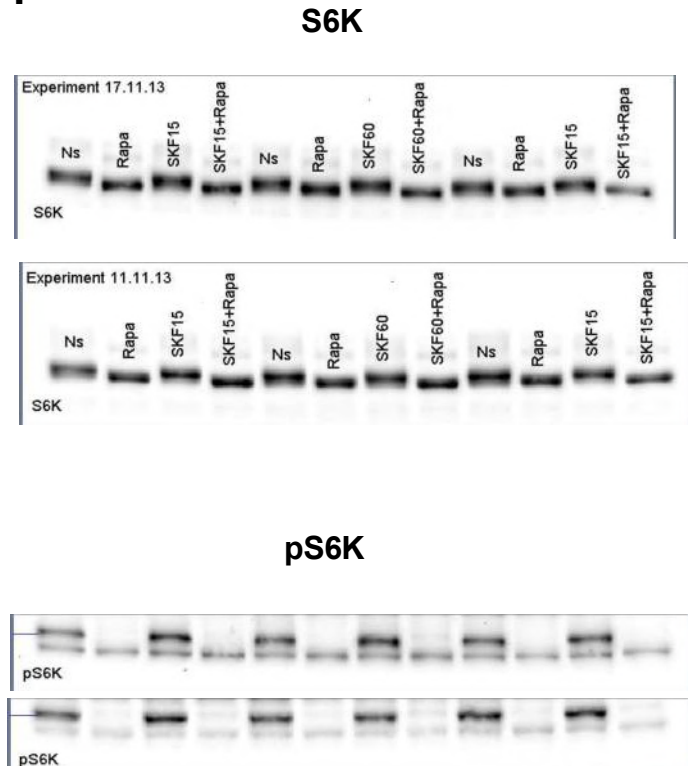 S6K
Experiment 17.11.13
Ns Rapa SKF15 SKF15+Rapa Ns Rapa SKF60 SKF60+Rapa Ns Rapa SKF15 SKF15+Rapa
S6K
Experiment 11.11.13
Ns Rapa SKF15 SKF15+Rapa Ns Rapa SKF60 SKF60+Rapa Ns Rapa SKF15 SKF15+Rapa
S6K
pS6K
pS6K
pS6K